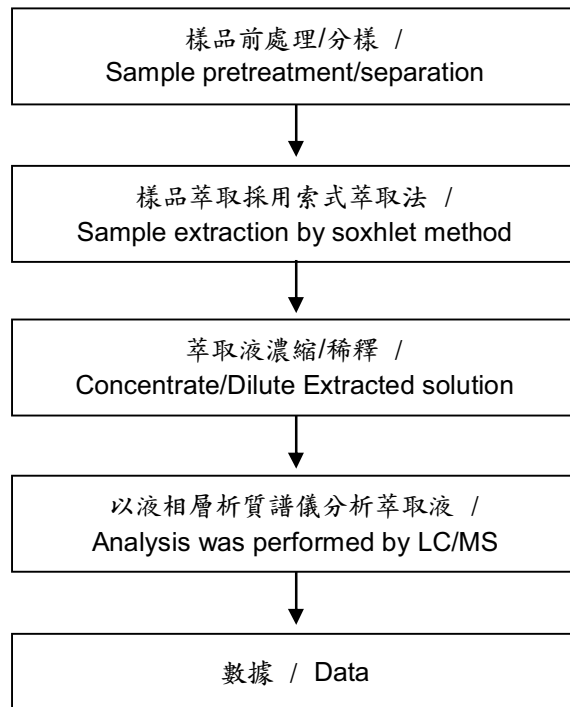 樣品前處理/分樣 /
Sample pretreatment/separation
樣品萃取採用索式萃取法 /
Sample extraction by soxhlet method
萃取液濃縮/稀釋 /
Concentrate/Dilute Extracted solution
以液相層析質譜儀分析萃取液 /
Analysis was performed by LC/MS
數據 / Data